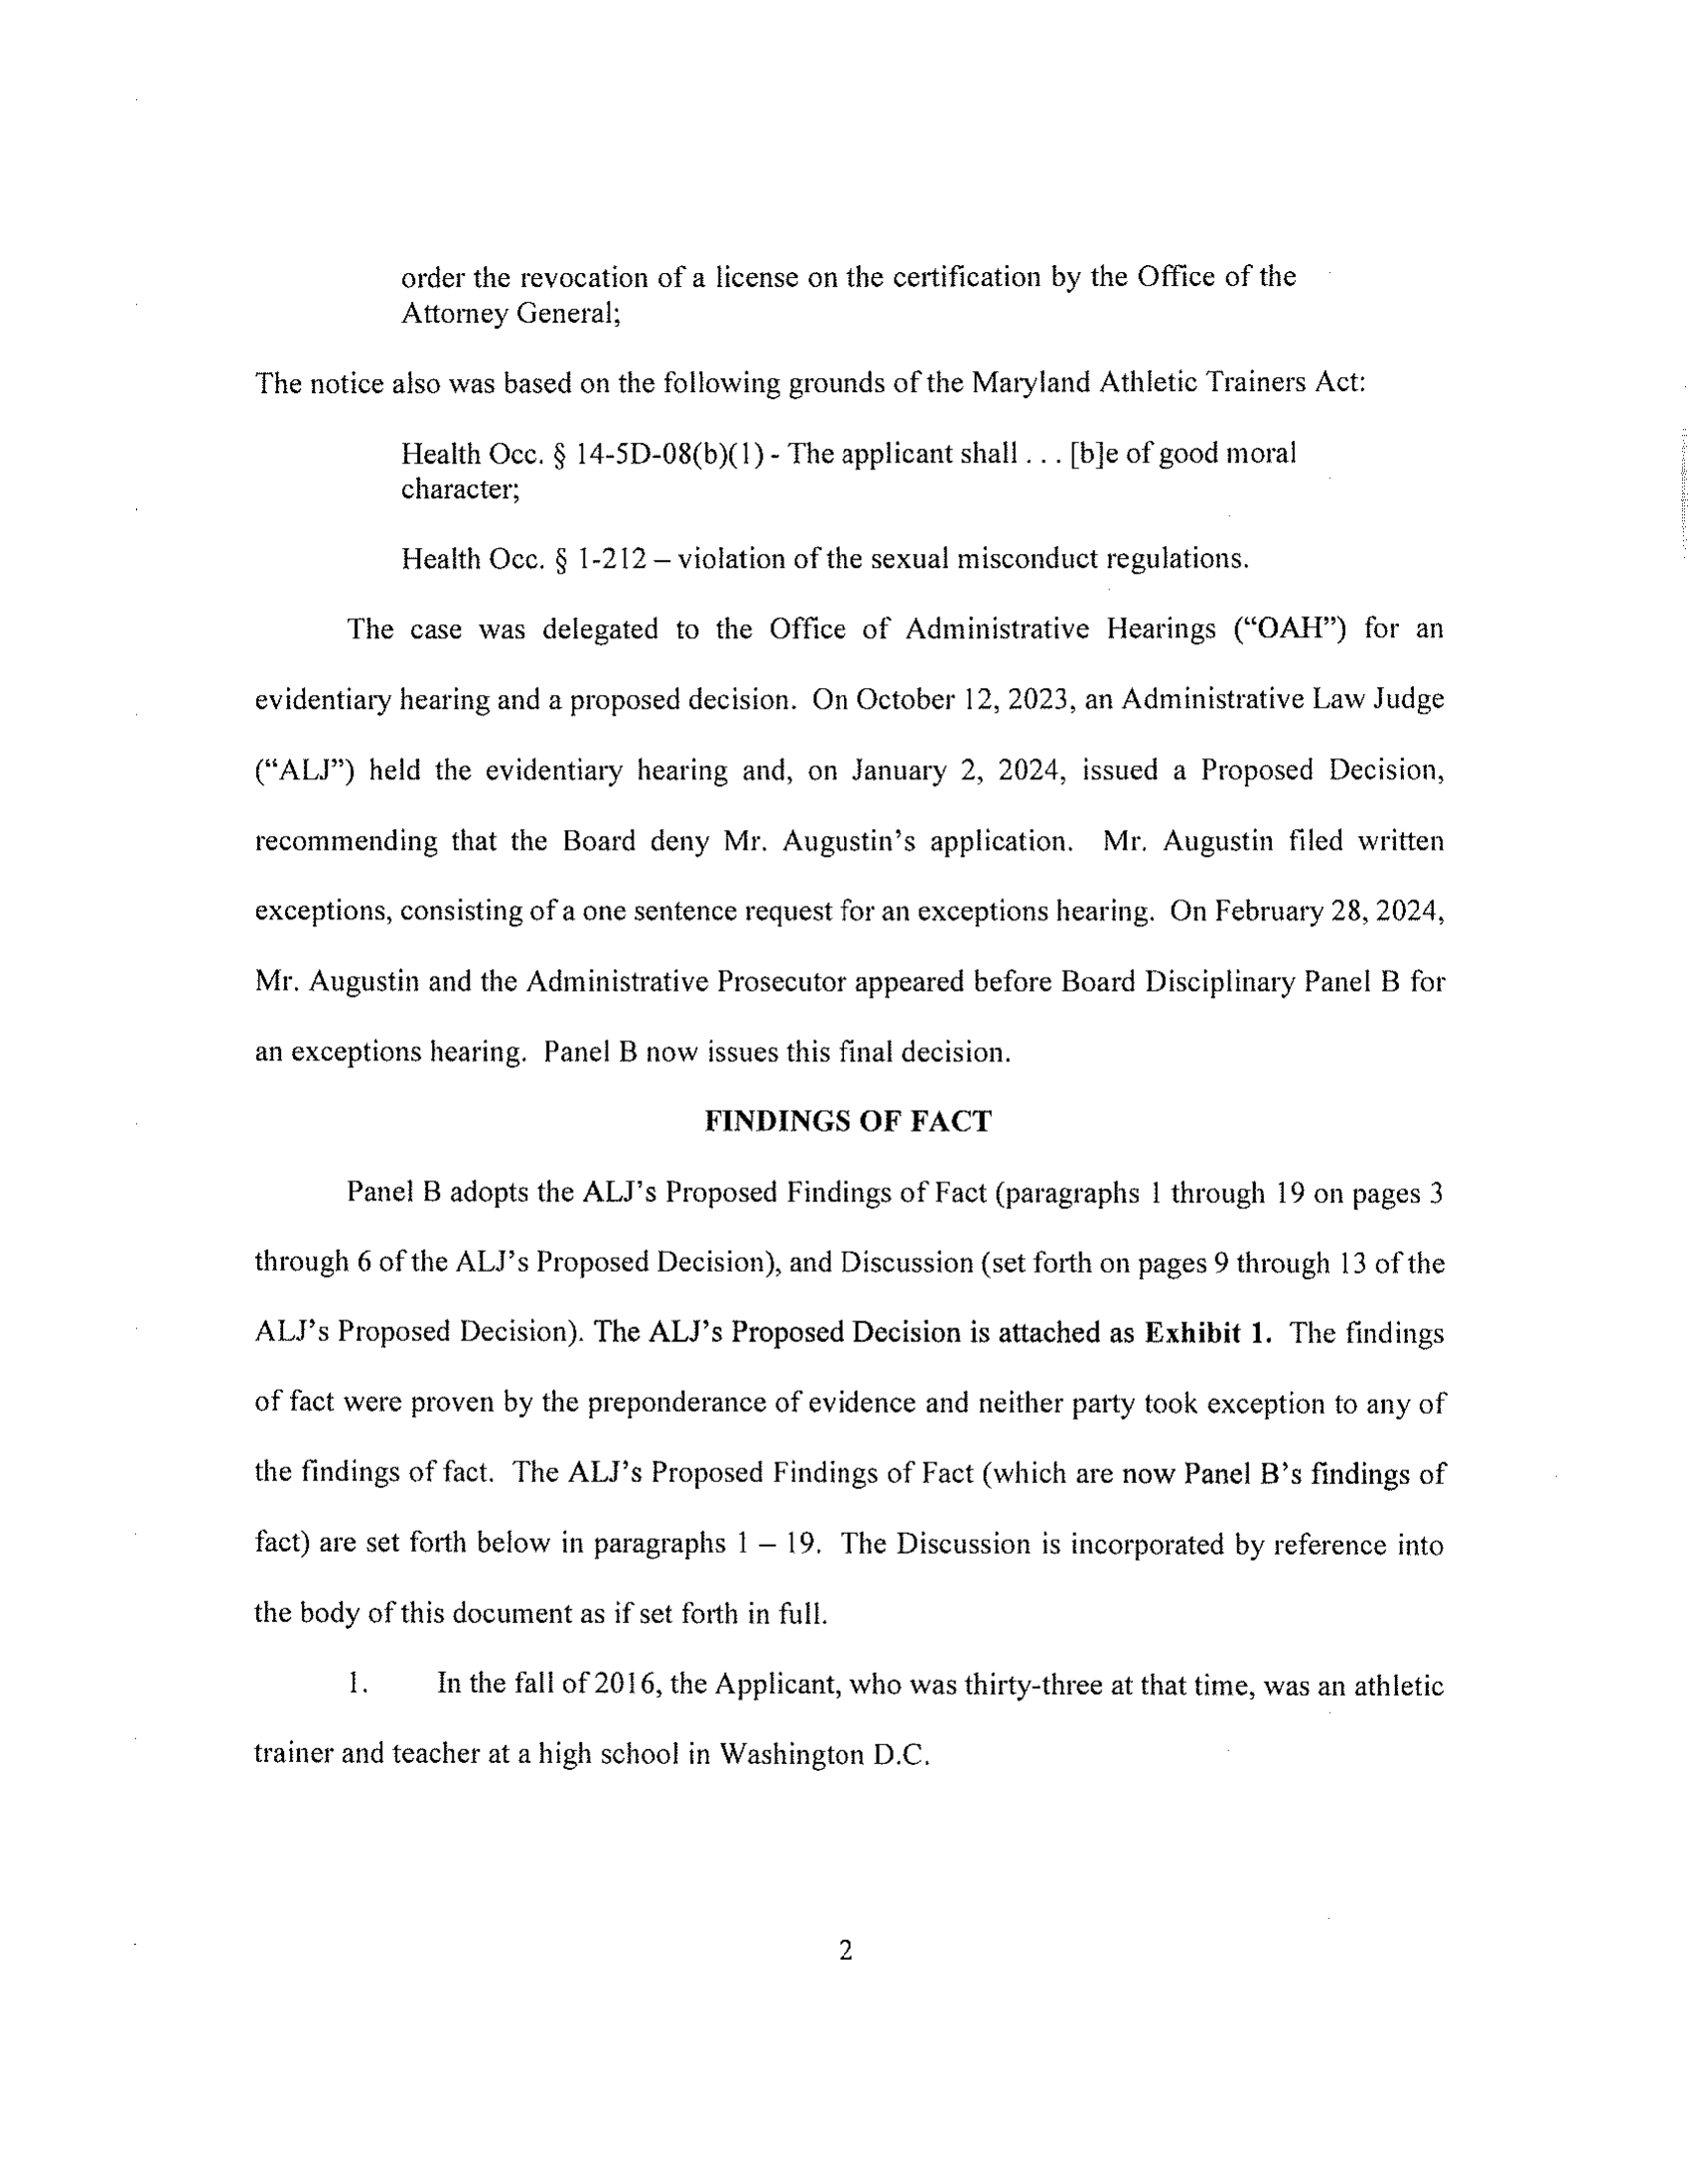 order the revocation of a license on the certification by the Office of the
Attorney General;
The notice also was based on the following grounds of the Maryland Athletic Trainers Act:
Health Occ. § 14-5D-08(b)(1) - The applicant shall . . . [b]e of good moral
character;
Health Occ. § 1-212 – violation of the sexual misconduct regulations.
The case was delegated to the Office of Administrative Hearings (“OAH”) for an
evidentiary hearing and a proposed decision. On October 12, 2023, an Administrative Law Judge
(“ALJ”) held the evidentiary hearing and, on January 2, 2024, issued a Proposed Decision,
recommending that the Board deny Mr. Augustin’s application. Mr. Augustin filed written
exceptions, consisting of a one sentence request for an exceptions hearing. On February 28, 2024,
Mr. Augustin and the Administrative Prosecutor appeared before Board Disciplinary Panel B for
an exceptions hearing. Panel B now issues this final decision.
FINDINGS OF FACT
Panel B adopts the ALJ’s Proposed Findings of Fact (paragraphs 1 through 19 on pages 3
through 6 of the ALJ’s Proposed Decision), and Discussion (set forth on pages 9 through 13 of the
ALJ’s Proposed Decision). The ALJ’s Proposed Decision is attached as Exhibit 1. The findings
of fact were proven by the preponderance of evidence and neither party took exception to any of
the findings of fact. The ALJ’s Proposed Findings of Fact (which are now Panel B’s findings of
fact) are set forth below in paragraphs 1 – 19. The Discussion is incorporated by reference into
the body of this document as if set forth in full.
1. In the fall of 2016, the Applicant, who was thirty-three at that time, was an athletic
trainer and teacher at a high school in Washington D.C.
2